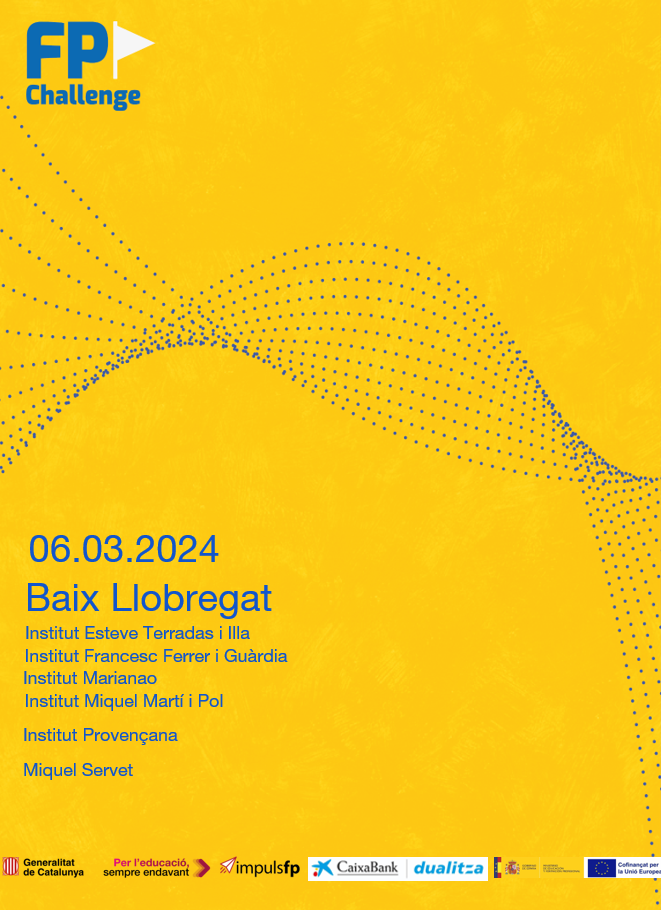 FP
Challenge
06.03.2024
Baix Llobregat
Institut Esteve Terradas i Illa
Institut Francesc Ferrer i Guàrdia
Institut Marianao
Institut Miquel Martí i Pol
Institut Provençana
Miquel Servet
Generalitat
de Catalunya
Per l'educació,
sempre endavant
impulsfp
CaixaBank
dualitza
Cofinançat per
la Unió Europea